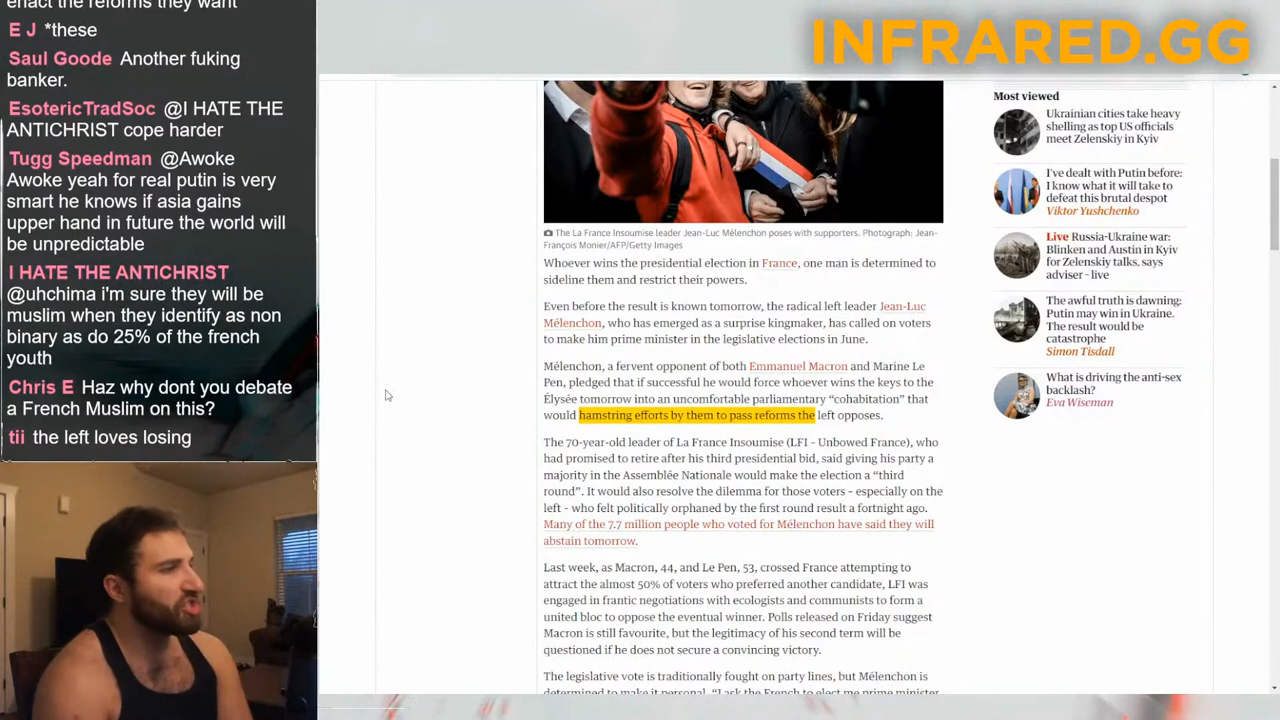 enact the reforms they want
E J *these
Saul Goode Another fuking
banker.
EsotericTradSoc @I HATE THE
ANTICHRIST cope harder
Tugg Speedman @Awoke
Awoke yeah for real putin is very
smart he knows if asia gains
upper hand in future the world will
be unpredictable
I HATE THE ANTICHRIST
@uhchima i'm sure they will be
muslim when they identify as non
binary as do 25% of the french
youth
Chris E Haz why dont you debate
a French Muslim on this?
tii the left loves losing
INFRARED.GG
The La France Insoumise leader Jean-Luc Mélenchon poses with supporters. Photograph: Jean-
François Monier/AFP/Getty Images
Whoever wins the presidential election in France, one man is determined to
sideline them and restrict their powers.
Even before the result is known tomorrow, the radical left leader Jean-Luc
Mélenchon, who has emerged as a surprise kingmaker, has called on voters
to make him prime minister in the legislative elections in June.
Mélenchon, a fervent opponent of both Emmanuel Macron and Marine Le
Pen, pledged that if successful he would force whoever wins the keys to the
Élysée tomorrow into an uncomfortable parliamentary “cohabitation” that
would hamstring efforts by them to pass reforms the left opposes.
The 70-year-old leader of La France Insoumise (LFI – Unbowed France), who
had promised to retire after his third presidential bid, said giving his party a
majority in the Assemblée Nationale would make the election a “third
round”. It would also resolve the dilemma for those voters – especially on the
left – who felt politically orphaned by the first round result a fortnight ago.
Many of the 7.7 million people who voted for Mélenchon have said they will
abstain tomorrow.
Last week, as Macron, 44, and Le Pen, 53, crossed France attempting to
attract the almost 50% of voters who preferred another candidate, LFI was
engaged in frantic negotiations with ecologists and communists to form a
united bloc to oppose the eventual winner. Polls released on Friday suggest
Macron is still favourite, but the legitimacy of his second term will be
questioned if he does not secure a convincing victory.
The legislative vote is traditionally fought on party lines, but Mélenchon is
determined to make it personal. “I ask the French to elect me prime minister
Most viewed
Ukrainian cities take heavy
shelling as top US officials
meet Zelenskiy in Kyiv
I've dealt with Putin before:
I know what it will take to
defeat this brutal despot
Viktor Yushchenko
Live Russia-Ukraine war:
Blinken and Austin in Kyiv
for Zelenskiy talks, says
adviser – live
The awful truth is dawning:
Putin may win in Ukraine.
The result would be
catastrophe
Simon Tisdall
What is driving the anti-sex
backlash?
Eva Wiseman